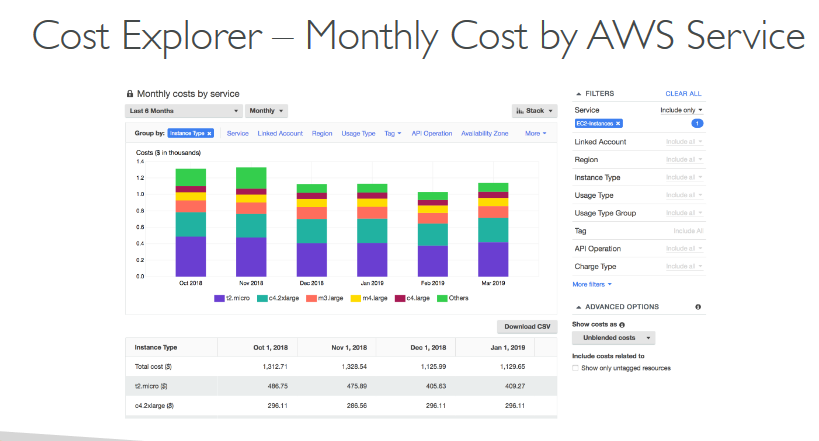 Cost Explorer – Monthly Cost by AWS Service
Monthly costs by service
Last 6 Months Monthly Stack
Group by: Instance Type × Service Linked Account Region Usage Type Tag API Operation Availability Zone More
Costs ($ in thousands)
1.4
1.2
1.0
0.8
0.6
0.4
0.2
0.0
Oct 2018 Nov 2018 Dec 2018 Jan 2019 Feb 2019 Mar 2019
t2.micro c4.2xlarge m3.large m4.large c4.large Others
Download CSV
Instance Type Oct 1, 2018 Nov 1, 2018 Dec 1, 2018 Jan 1, 2019
Total cost ($) 1,312.71 1,328.54 1,125.99 1,129.65
t2.micro ($) 486.75 475.89 405.63 409.27
c4.2xlarge ($) 296.11 286.56 296.11 296.11
FILTERS CLEAR ALL
Service Include only
EC2-Instances × 1
Linked Account Include all
Region Include all
Instance Type Include all
Usage Type Include all
Usage Type Group Include all
Tag Include All
API Operation Include all
Charge Type Include all
More filters
ADVANCED OPTIONS
Show costs as
Unblended costs
Include costs related to
Show only untagged resources